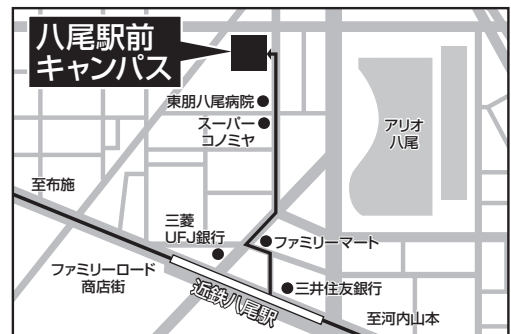 八尾駅前
キャンパス
東朋八尾病院
スーパー
コノミヤ
アリオ
八尾
至布施
三菱
UFJ銀行
ファミリーマート
ファミリーロード
商店街
三井住友銀行
近鉄八尾駅
至河内山本